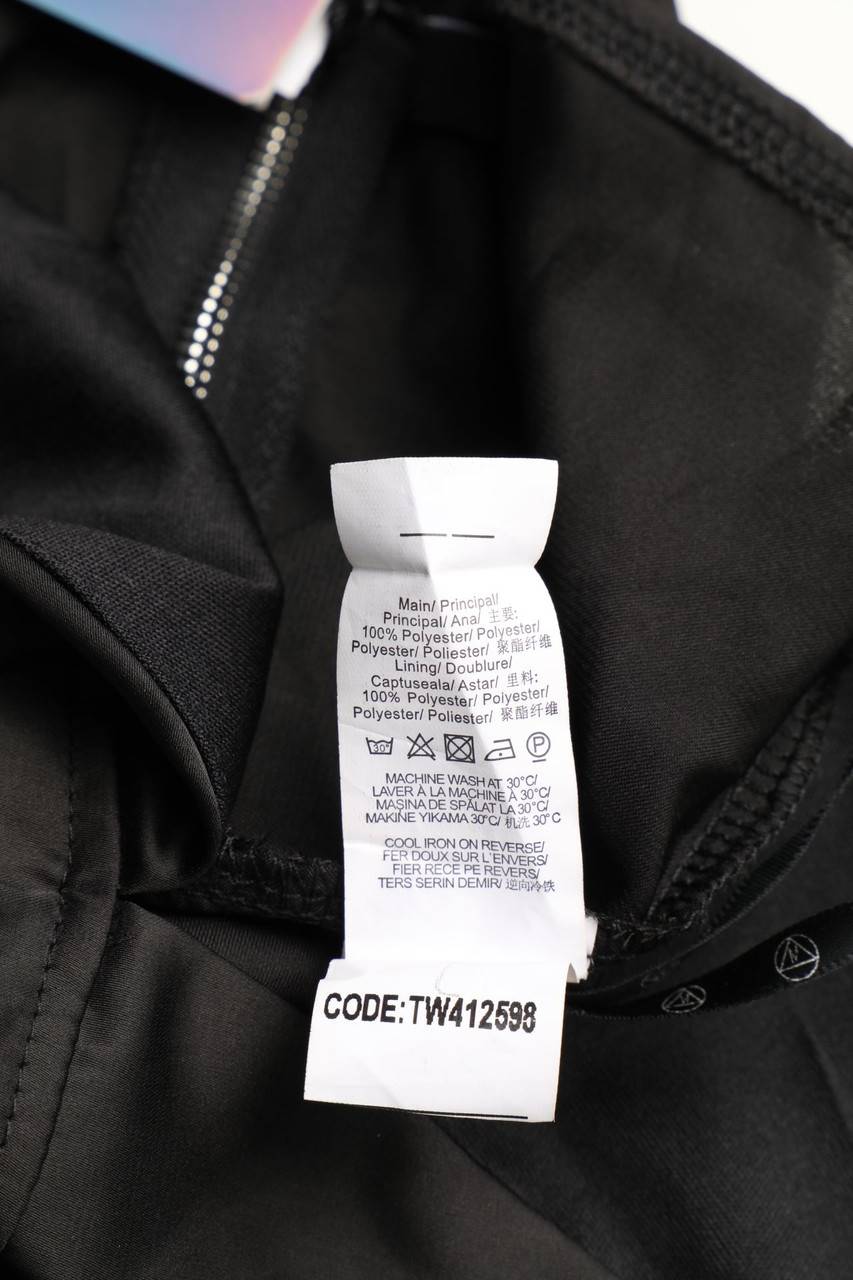 Main/ Principal/
Principal/ Ana/ 主要:
100% Polyester/ Polyester/
Polyester/ Poliester/ 聚酯纤维
Lining/ Doublure/
Captuseala/ Astar/ 里料:
100% Polyester/ Polyester/
Polyester/ Poliester/ 聚酯纤维
30°
P
MACHINE WASH AT 30°C/
LAVER À LA MACHINE À 30°C/
MAŞINA DE SPĂLAT LA 30°C/
MAKINE YIKAMA 30°C/ 机洗 30°C
COOL IRON ON REVERSE/
FER DOUX SUR L'ENVERS/
FIER RECE PE REVERS/
TERS SERIN DEMIR/ 逆向冷铁
CODE:TW412598